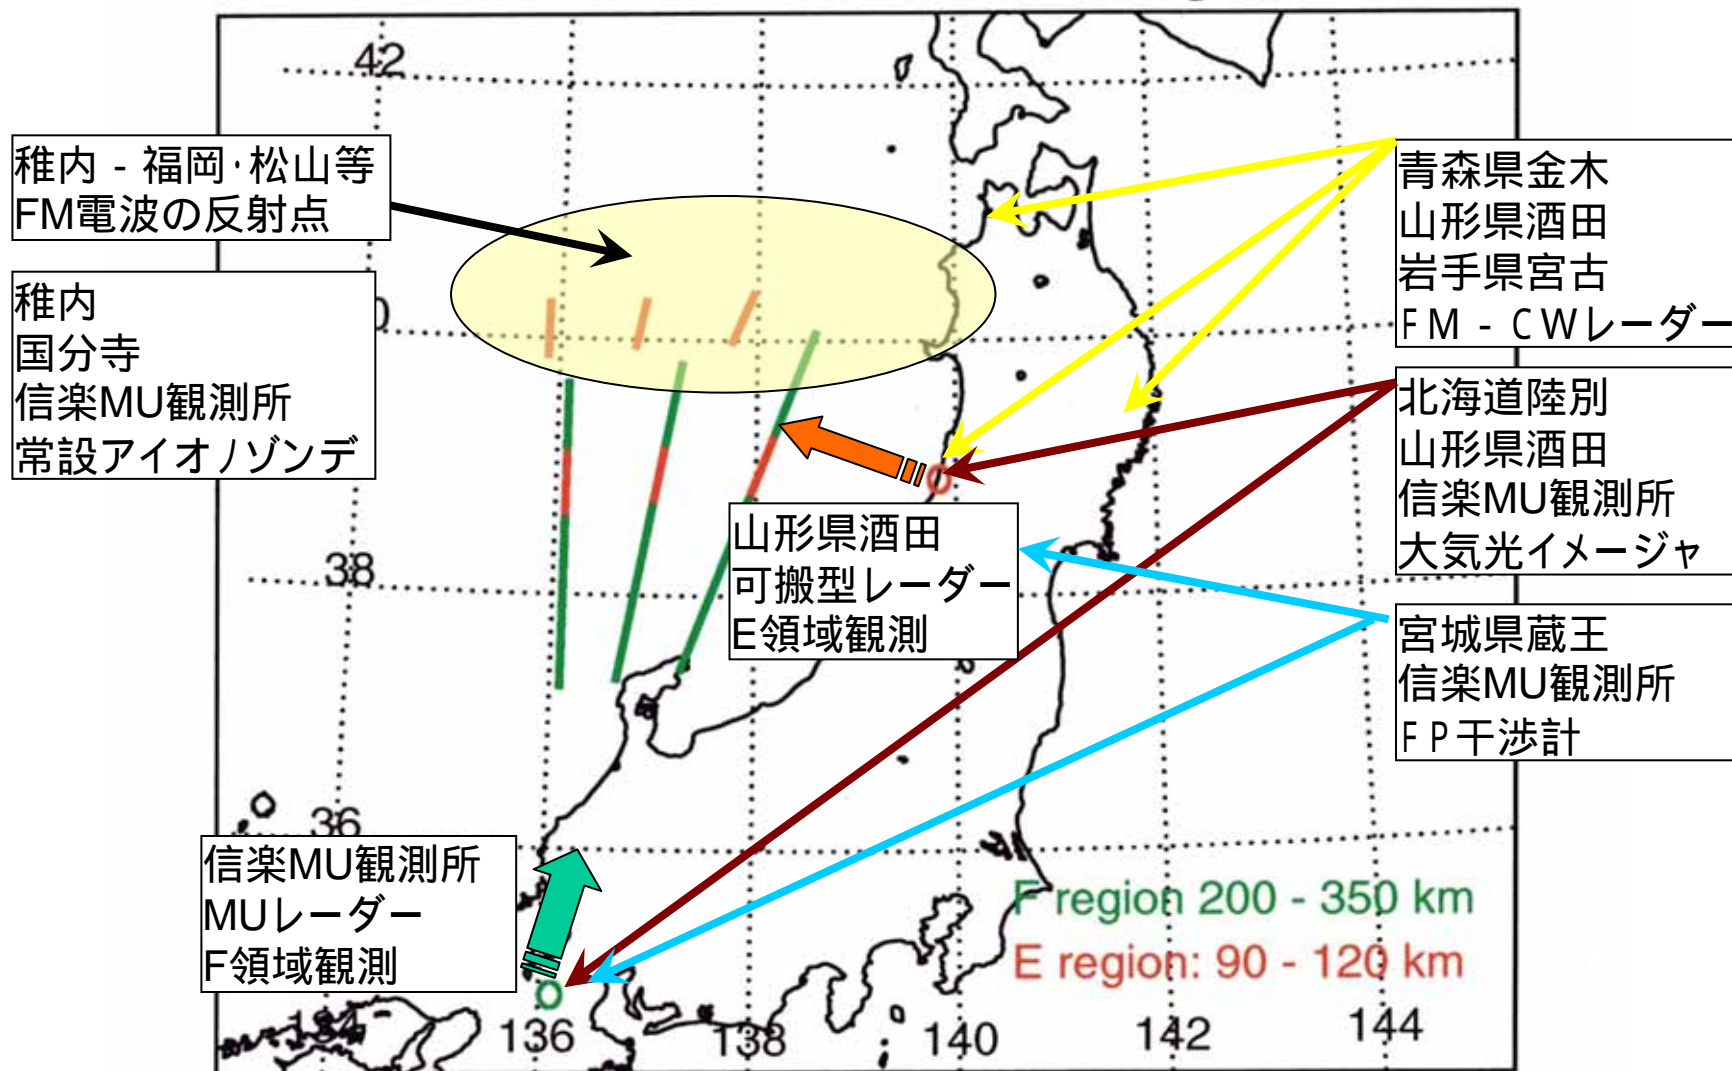 42
稚内 - 福岡・松山等
FM電波の反射点
稚内
国分寺
信楽MU観測所
常設アイオノゾンデ
0
青森県金木
山形県酒田
岩手県宮古
FM-CWレーダー
北海道陸別
山形県酒田
信楽MU観測所
大気光イメージャ
38
山形県酒田
可搬型レーダー
E領域観測
宮城県蔵王
信楽MU観測所
FP干渉計
36
信楽MU観測所
MUレーダー
F領域観測
F region 200 - 350 km
E region: 90 - 120 km
134
136
138
140
142
144